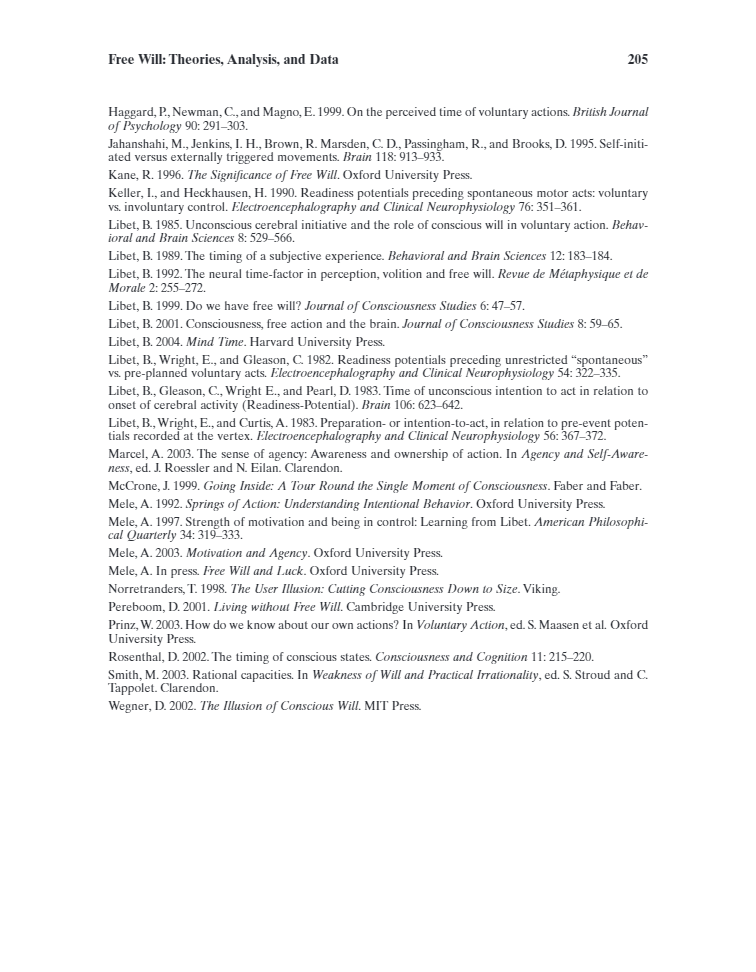 Free Will: Theories, Analysis, and Data 205
Haggard, P., Newman, C., and Magno, E. 1999. On the perceived time of voluntary actions. British Journal
of Psychology 90: 291–303.
Jahanshahi, M., Jenkins, I. H., Brown, R. Marsden, C. D., Passingham, R., and Brooks, D. 1995. Self-initi-
ated versus externally triggered movements. Brain 118: 913–933.
Kane, R. 1996. The Significance of Free Will. Oxford University Press.
Keller, I., and Heckhausen, H. 1990. Readiness potentials preceding spontaneous motor acts: voluntary
vs. involuntary control. Electroencephalography and Clinical Neurophysiology 76: 351–361.
Libet, B. 1985. Unconscious cerebral initiative and the role of conscious will in voluntary action. Behav-
ioral and Brain Sciences 8: 529–566.
Libet, B. 1989. The timing of a subjective experience. Behavioral and Brain Sciences 12: 183–184.
Libet, B. 1992. The neural time-factor in perception, volition and free will. Revue de Métaphysique et de
Morale 2: 255–272.
Libet, B. 1999. Do we have free will? Journal of Consciousness Studies 6: 47–57.
Libet, B. 2001. Consciousness, free action and the brain. Journal of Consciousness Studies 8: 59–65.
Libet, B. 2004. Mind Time. Harvard University Press.
Libet, B., Wright, E., and Gleason, C. 1982. Readiness potentials preceding unrestricted “spontaneous”
vs. pre-planned voluntary acts. Electroencephalography and Clinical Neurophysiology 54: 322–335.
Libet, B., Gleason, C., Wright E., and Pearl, D. 1983. Time of unconscious intention to act in relation to
onset of cerebral activity (Readiness-Potential). Brain 106: 623–642.
Libet, B., Wright, E., and Curtis, A. 1983. Preparation- or intention-to-act, in relation to pre-event poten-
tials recorded at the vertex. Electroencephalography and Clinical Neurophysiology 56: 367–372.
Marcel, A. 2003. The sense of agency: Awareness and ownership of action. In Agency and Self-Aware-
ness, ed. J. Roessler and N. Eilan. Clarendon.
McCrone, J. 1999. Going Inside: A Tour Round the Single Moment of Consciousness. Faber and Faber.
Mele, A. 1992. Springs of Action: Understanding Intentional Behavior. Oxford University Press.
Mele, A. 1997. Strength of motivation and being in control: Learning from Libet. American Philosophi-
cal Quarterly 34: 319–333.
Mele, A. 2003. Motivation and Agency. Oxford University Press.
Mele, A. In press. Free Will and Luck. Oxford University Press.
Norretranders, T. 1998. The User Illusion: Cutting Consciousness Down to Size. Viking.
Pereboom, D. 2001. Living without Free Will. Cambridge University Press.
Prinz, W. 2003. How do we know about our own actions? In Voluntary Action, ed. S. Maasen et al. Oxford
University Press.
Rosenthal, D. 2002. The timing of conscious states. Consciousness and Cognition 11: 215–220.
Smith, M. 2003. Rational capacities. In Weakness of Will and Practical Irrationality, ed. S. Stroud and C.
Tappolet. Clarendon.
Wegner, D. 2002. The Illusion of Conscious Will. MIT Press.